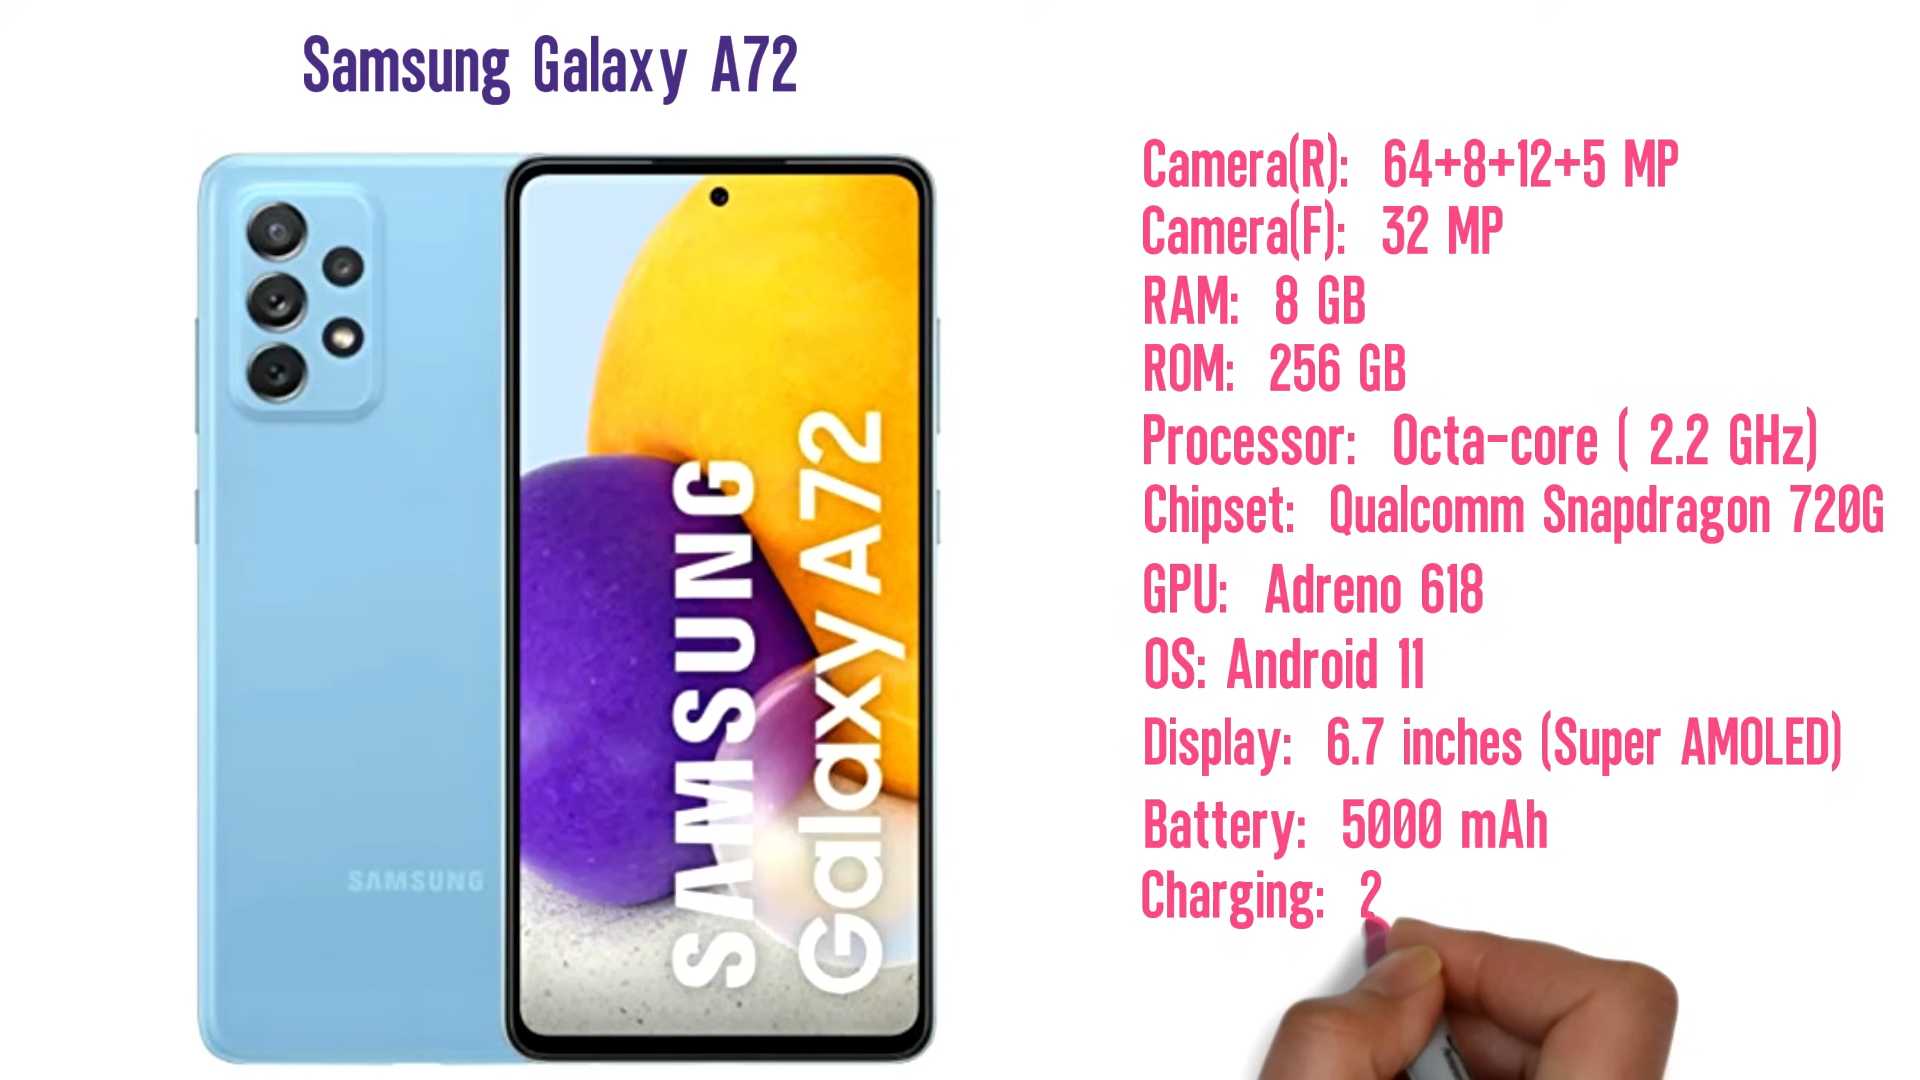 Samsung Galaxy A72
SAMSUNG
SAMSUNG
Galaxy A72
Camera(R): 64+8+12+5 MP
Camera(F): 32 MP
RAM: 8 GB
ROM: 256 GB
Processor: Octa-core ( 2.2 GHz)
Chipset: Qualcomm Snapdragon 720G
GPU: Adreno 618
OS: Android 11
Display: 6.7 inches (Super AMOLED)
Battery: 5000 mAh
Charging: 2